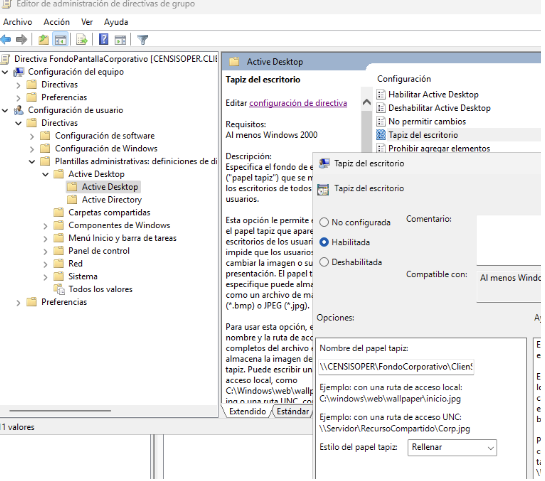 Editor de administración de directivas de grupo
Archivo Acción Ver Ayuda
Directiva FondoPantallaCorporativo [CENSISOPER.CLIE
Configuración del equipo
Directivas
Preferencias
Configuración de usuario
Directivas
Configuración de software
Configuración de Windows
Plantillas administrativas: definiciones de di
Active Desktop
Active Desktop
Active Directory
Carpetas compartidas
Componentes de Windows
Menú Inicio y barra de tareas
Panel de control
Red
Sistema
Todos los valores
Preferencias
11 valores
Active Desktop
Tapiz del escritorio
Editar configuración de directiva
Requisitos:
Al menos Windows 2000
Descripción:
Especifica el fondo de e
("papel tapiz") que se m
los escritorios de todos
usuarios.
Esta opción le permite e
el papel tapiz que apare
escritorios de los usuari
impide que los usuarios
cambiar la imagen o su
presentación. El papel t
especifique puede alma
como un archivo de ma
(*.bmp) o JPEG (*.jpg).
Para usar esta opción, e
nombre y la ruta de acc
completos del archivo e
almacena la imagen de
tapiz. Puede escribir un
acceso local, como
C:\Windows\web\wallp
Extendido Estándar
Configuración
Habilitar Active Desktop
Deshabilitar Active Desktop
No permitir cambios
Tapiz del escritorio
Prohibir agregar elementos
Tapiz del escritorio
Tapiz del escritorio
No configurada
Habilitada
Deshabilitada
Comentario:
Compatible con:
Al menos Windo
Opciones:
Nombre del papel tapiz:
\\CENSISOPER\FondoCorporativo\ClienS
Ejemplo: con una ruta de acceso local:
C:\windows\web\wallpaper\inicio.jpg
Ejemplo: con una ruta de acceso UNC:
\\Servidor\RecursoCompartido\Corp.jpg
Estilo del papel tapiz: Rellenar